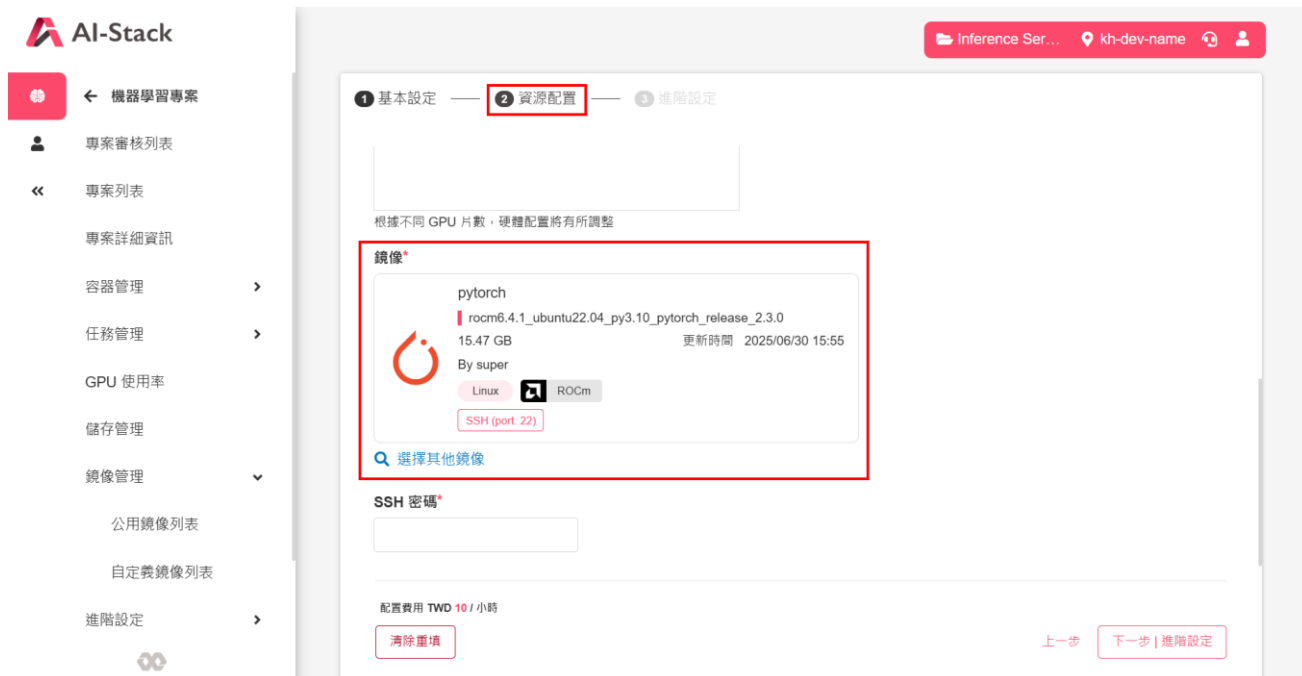 AI-Stack
Inference Ser...
kh-dev-name
機器學習專案
專案審核列表
專案列表
專案詳細資訊
容器管理
任務管理
GPU 使用率
儲存管理
鏡像管理
公用鏡像列表
自定義鏡像列表
進階設定
1 基本設定
2 資源配置
3 進階設定
根據不同 GPU 片數，硬體配置將有所調整
鏡像*
pytorch
rocm6.4.1_ubuntu22.04_py3.10_pytorch_release_2.3.0
15.47 GB 更新時間 2025/06/30 15:55
By super
Linux ROCm
SSH (port: 22)
選擇其他鏡像
SSH 密碼*
配置費用 TWD 10 / 小時
清除重填
上一步
下一步 | 進階設定